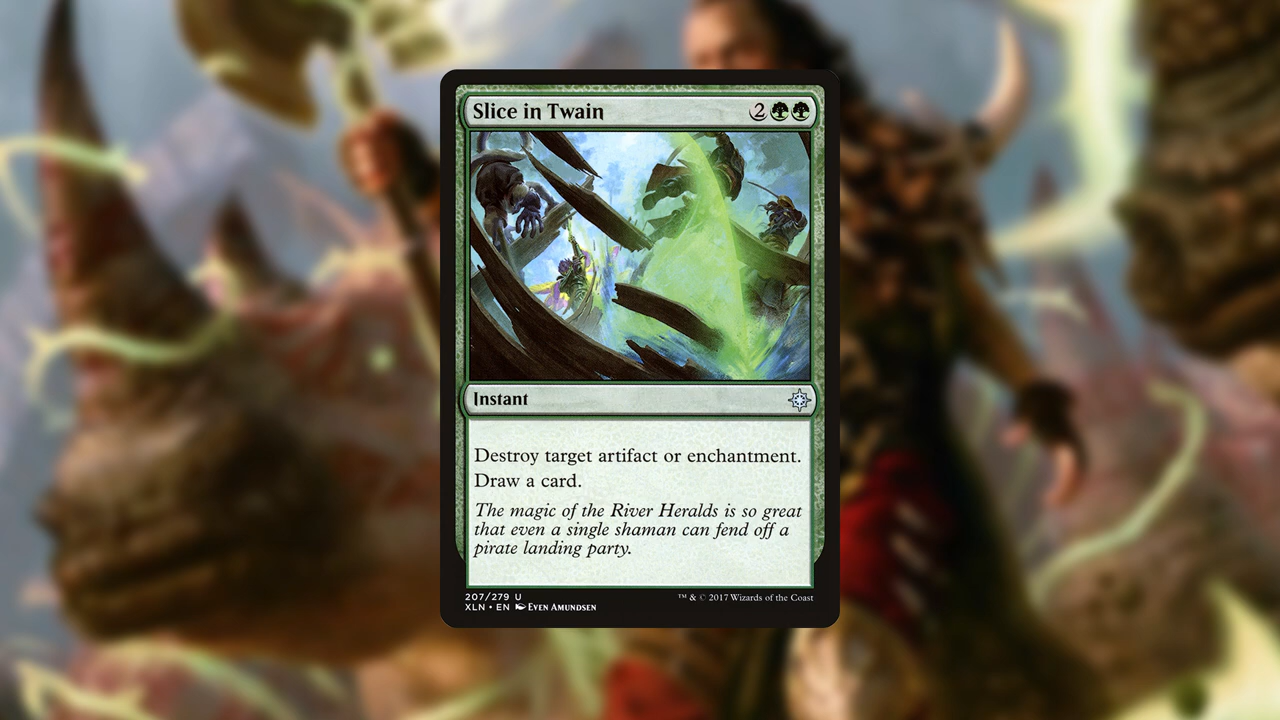 Slice in Twain 2
Instant
Destroy target artifact or enchantment.
Draw a card.
The magic of the River Heralds is so great
that even a single shaman can fend off a
pirate landing party.
207/279 U
XLN • EN Even Amundsen
™ & © 2017 Wizards of the Coast